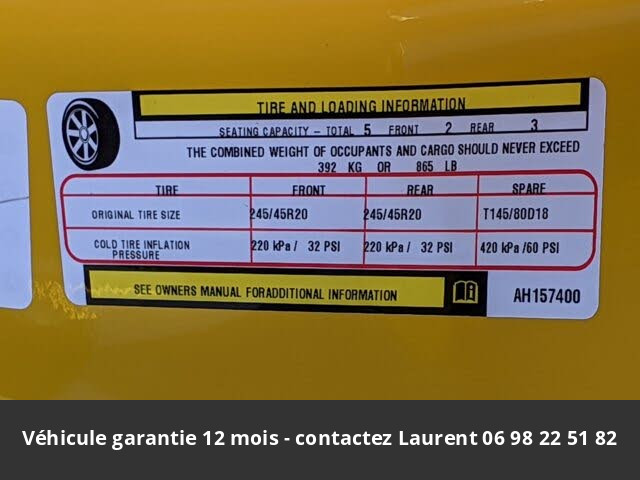 TIRE AND LOADING INFORMATION
SEATING CAPACITY – TOTAL 5 FRONT 2 REAR 3
THE COMBINED WEIGHT OF OCCUPANTS AND CARGO SHOULD NEVER EXCEED
392 KG OR 865 LB
TIRE FRONT REAR SPARE
ORIGINAL TIRE SIZE 245/45R20 245/45R20 T145/80D18
COLD TIRE INFLATION PRESSURE 220 kPa / 32 PSI 220 kPa / 32 PSI 420 kPa /60 PSI
SEE OWNERS MANUAL FORADDITIONAL INFORMATION
AH157400
Véhicule garantie 12 mois - contactez Laurent 06 98 22 51 82